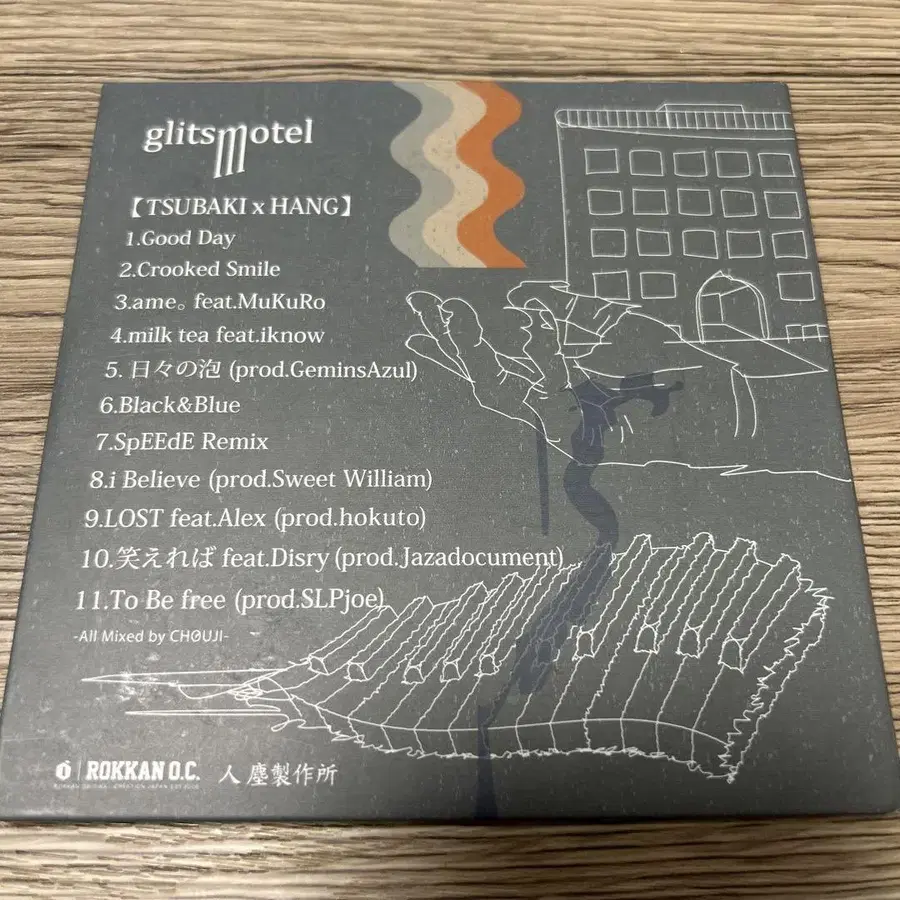 glitsmotel
【TSUBAKI x HANG】
1.Good Day
2.Crooked Smile
3.ame。feat.MuKuRo
4.milk tea feat.iknow
5. 日々の泡 (prod.GeminsAzul)
6.Black&Blue
7.SpEEdE Remix
8.i Believe (prod.Sweet William)
9.LOST feat.Alex (prod.hokuto)
10.笑えれば feat.Disry (prod.Jazadocument)
11.To Be free (prod.SLPjoe)
-All Mixed by CHØUJI-
ROKKAN O.C. 人塵製作所